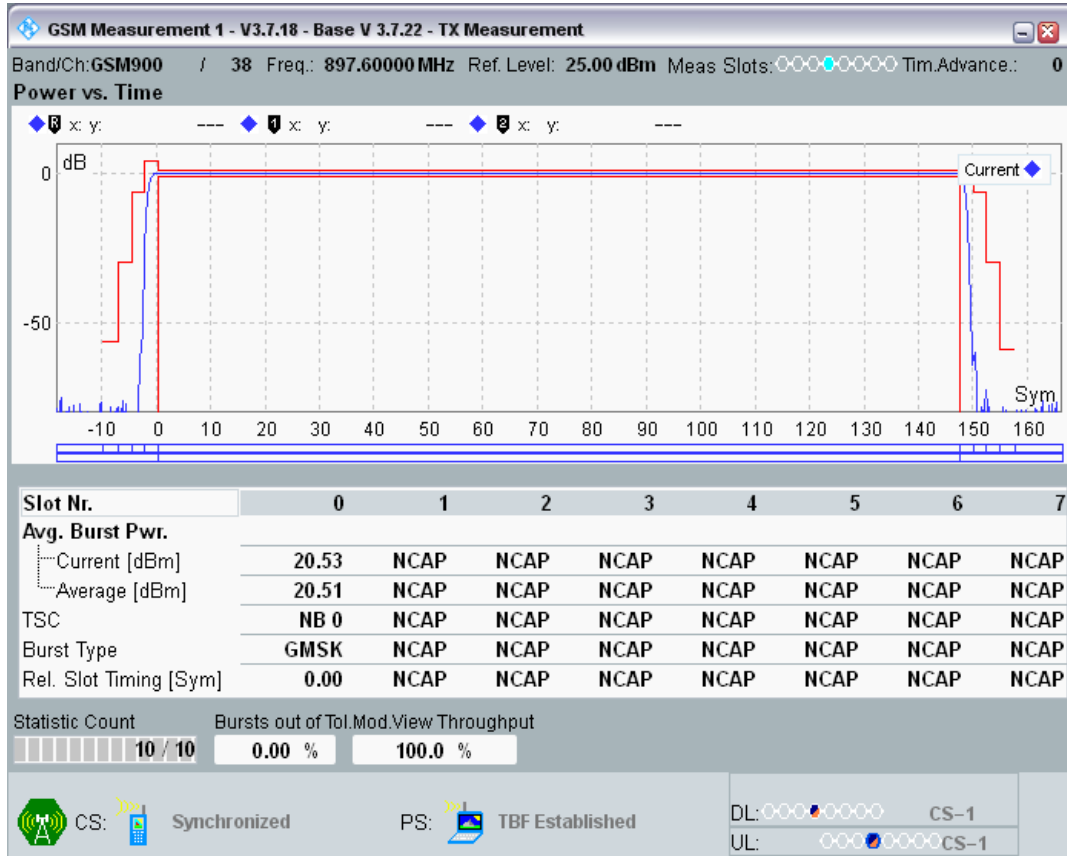 GSM Measurement 1 - V3.7.18 - Base V 3.7.22 - TX Measurement
Band/Ch:GSM900 / 38 Freq.: 897.60000 MHz Ref. Level: 25.00 dBm Meas Slots: Tim.Advance.: 0
Power vs. Time
R x: y: --- 1 x: y: --- 2 x: y: ---
dB
Current
0
-50
Sym
-10 0 10 20 30 40 50 60 70 80 90 100 110 120 130 140 150 160
Slot Nr. 0 1 2 3 4 5 6 7
Avg. Burst Pwr.
Current [dBm] 20.53 NCAP NCAP NCAP NCAP NCAP NCAP NCAP
Average [dBm] 20.51 NCAP NCAP NCAP NCAP NCAP NCAP NCAP
TSC NB 0 NCAP NCAP NCAP NCAP NCAP NCAP NCAP
Burst Type GMSK NCAP NCAP NCAP NCAP NCAP NCAP NCAP
Rel. Slot Timing [Sym] 0.00 NCAP NCAP NCAP NCAP NCAP NCAP NCAP
Statistic Count Bursts out of Tol. Mod.View Throughput
10 / 10 0.00 % 100.0 %
CS: Synchronized PS: TBF Established DL: CS-1
UL: CS-1